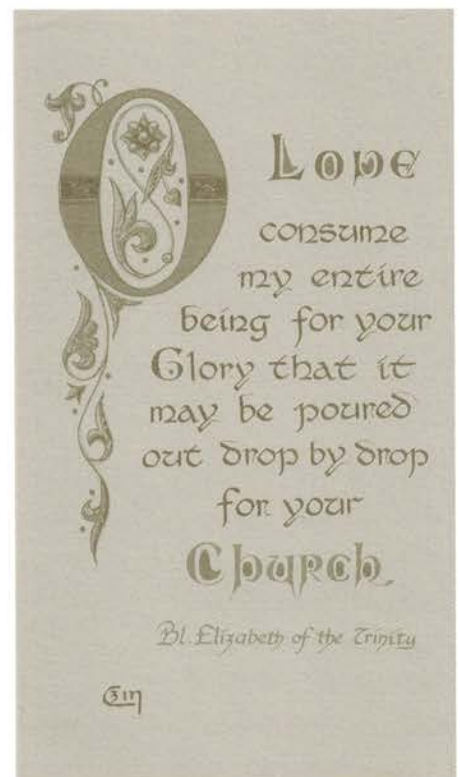 O Love
consume
my entire
being for your
Glory that it
may be poured
out drop by drop
for your
Church.
Bl. Elizabeth of the Trinity